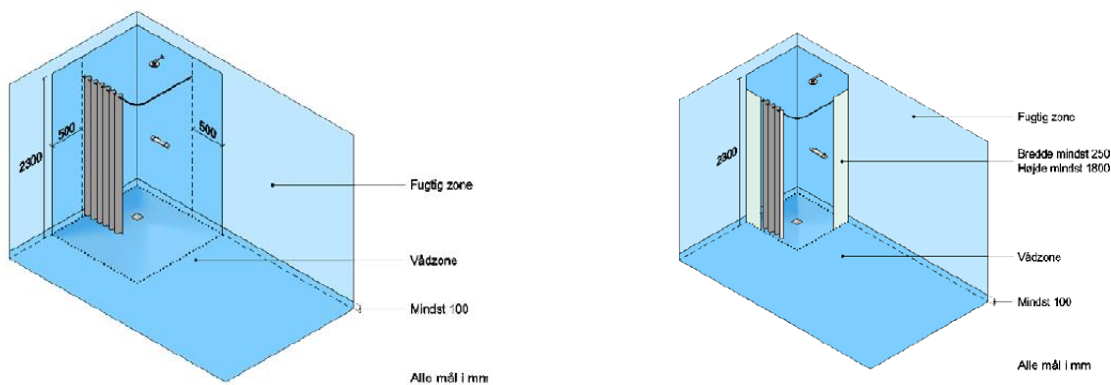 500
500
2300
Fugtig zone
Vådzone
Mindst 100
Alle mål i mm
2300
Fugtig zone
Bredde mindst 250
Højde mindst 1800
Vådzone
Mindst 100
Alle mål i mm